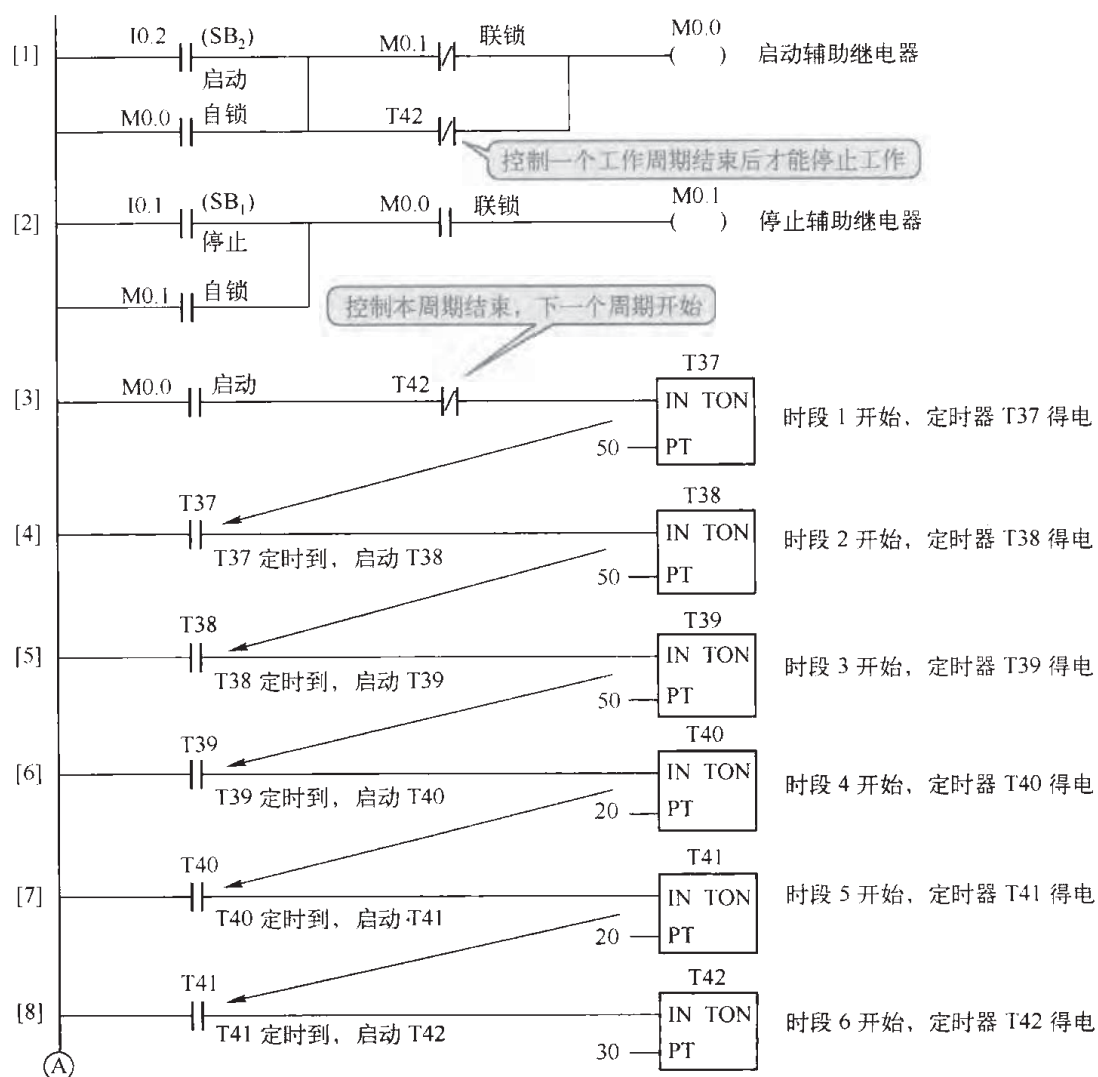 [1]
I0.2 (SB₂) M0.1 联锁 M0.0
启动 ( ) 启动辅助继电器
M0.0 自锁 T42
控制一个工作周期结束后才能停止工作
[2]
I0.1 (SB₁) M0.0 联锁 M0.1
停止 ( ) 停止辅助继电器
M0.1 自锁
控制本周期结束，下一个周期开始
[3]
M0.0 启动 T42 T37
IN TON
50 PT
时段 1 开始，定时器 T37 得电
[4]
T37
T37 定时到，启动 T38
T38
IN TON
50 PT
时段 2 开始，定时器 T38 得电
[5]
T38
T38 定时到，启动 T39
T39
IN TON
50 PT
时段 3 开始，定时器 T39 得电
[6]
T39
T39 定时到，启动 T40
T40
IN TON
20 PT
时段 4 开始，定时器 T40 得电
[7]
T40
T40 定时到，启动 T41
T41
IN TON
20 PT
时段 5 开始，定时器 T41 得电
[8]
T41
T41 定时到，启动 T42
T42
IN TON
30 PT
时段 6 开始，定时器 T42 得电
A